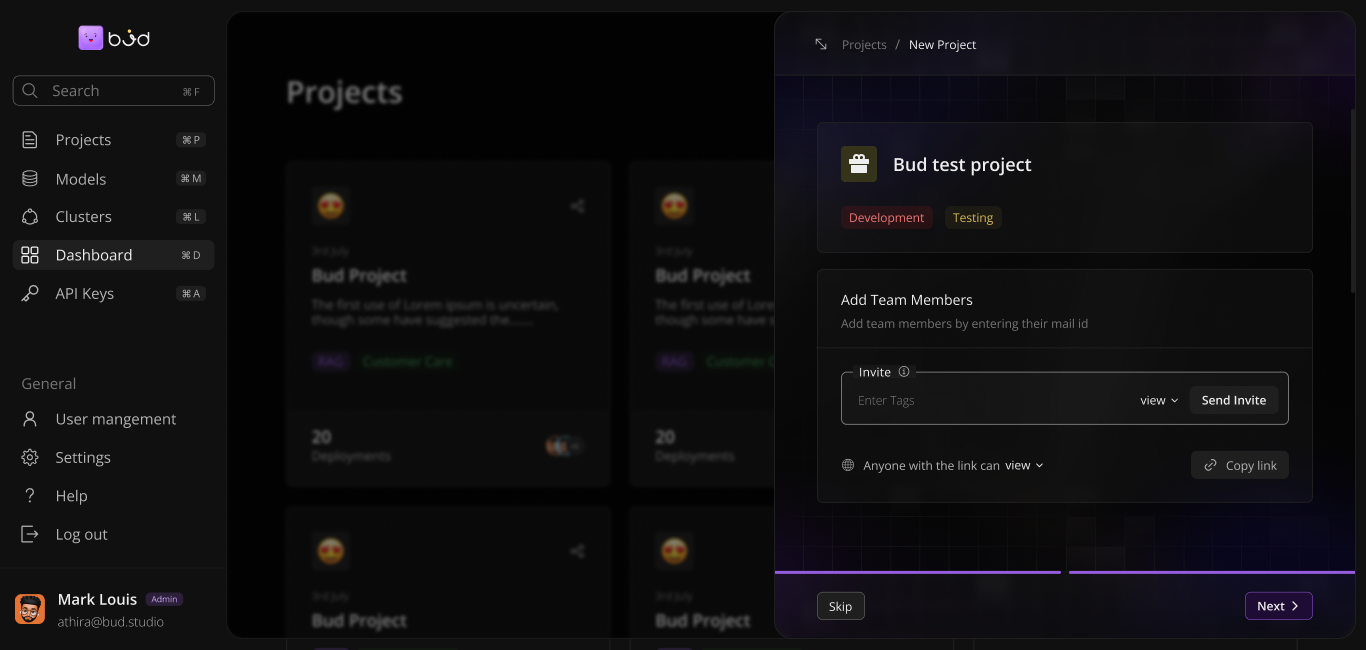 bud
Search ⌘ F
Projects ⌘ P
Models ⌘ M
Clusters ⌘ L
Dashboard ⌘ D
API Keys ⌘ A
General
User mangement
Settings
Help
Log out
Mark Louis Admin
athira@bud.studio
Projects
3rd July
Bud Project
The first use of Lorem ipsum is uncertain,
though some have suggested the......
RAG Customer Care
20
Deployments
3rd July
Bud Project
The first use of Lore
though some have s
RAG Customer C
20
Deployments
3rd July
Bud Project
3rd July
Bud Project
Projects / New Project
Bud test project
Development Testing
Add Team Members
Add team members by entering their mail id
Invite
Enter Tags view Send Invite
Anyone with the link can view Copy link
Skip Next